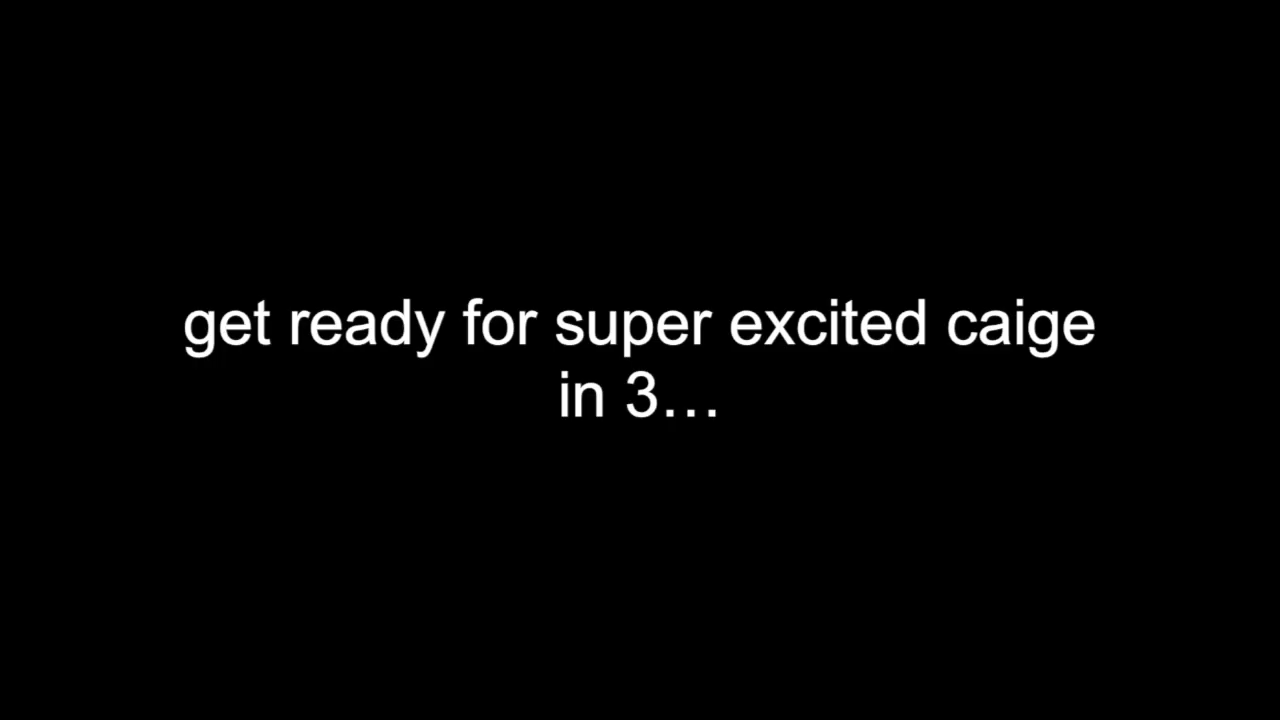 get ready for super excited caige
in 3…